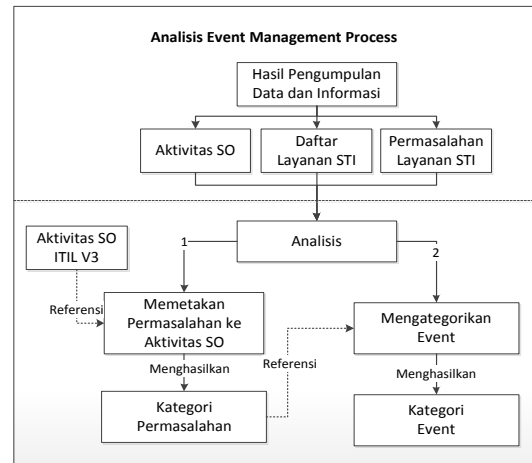 Analisis Event Management Process
Hasil Pengumpulan
Data dan Informasi
Aktivitas SO
Daftar
Layanan STI
Permasalahan
Layanan STI
Aktivitas SO
ITIL V3
1
Analisis
2
Referensi
Memetakan
Permasalahan ke
Aktivitas SO
Mengategorikan
Event
Menghasilkan
Referensi
Menghasilkan
Kategori
Permasalahan
Kategori
Event